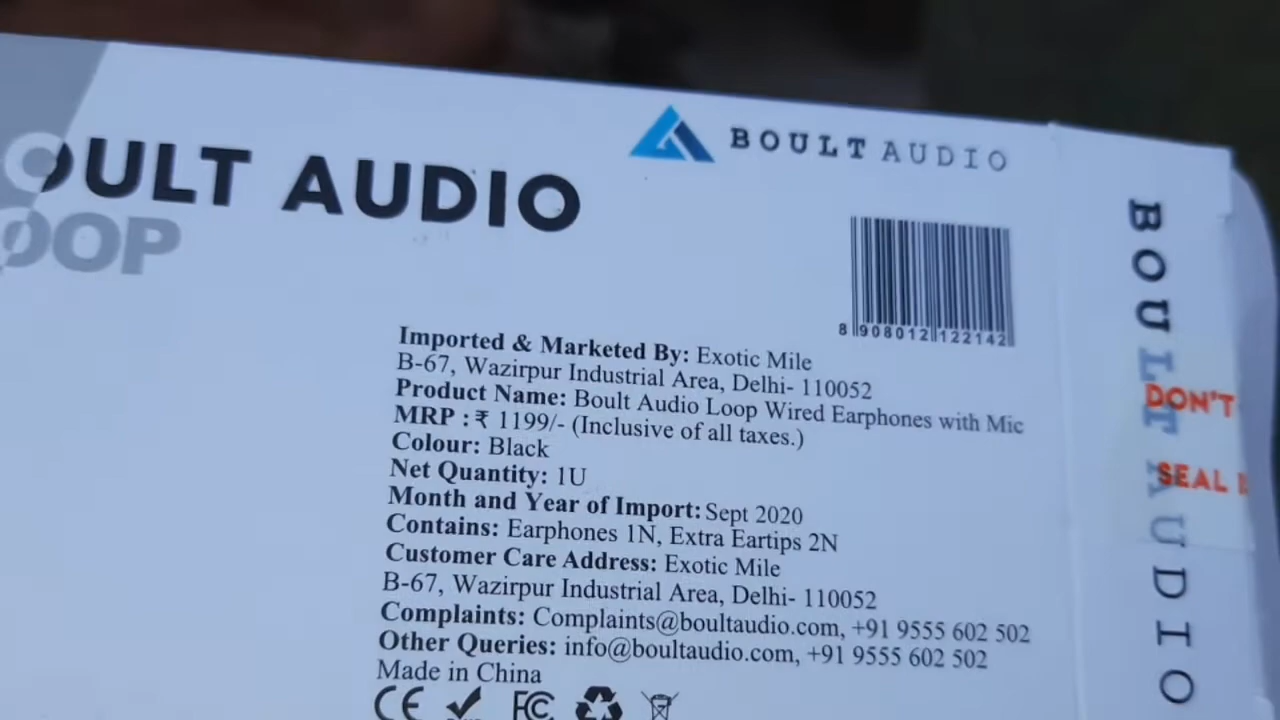 BOULT AUDIO
BOULT AUDIO
OOP
8 908012 122142
Imported & Marketed By: Exotic Mile
B-67, Wazirpur Industrial Area, Delhi- 110052
Product Name: Boult Audio Loop Wired Earphones with Mic
MRP : ₹ 1199/- (Inclusive of all taxes.)
Colour: Black
Net Quantity: 1U
Month and Year of Import: Sept 2020
Contains: Earphones 1N, Extra Eartips 2N
Customer Care Address: Exotic Mile
B-67, Wazirpur Industrial Area, Delhi- 110052
Complaints: Complaints@boultaudio.com, +91 9555 602 502
Other Queries: info@boultaudio.com, +91 9555 602 502
Made in China
CE FC
BOULT AUDIO
DON'T
SEAL